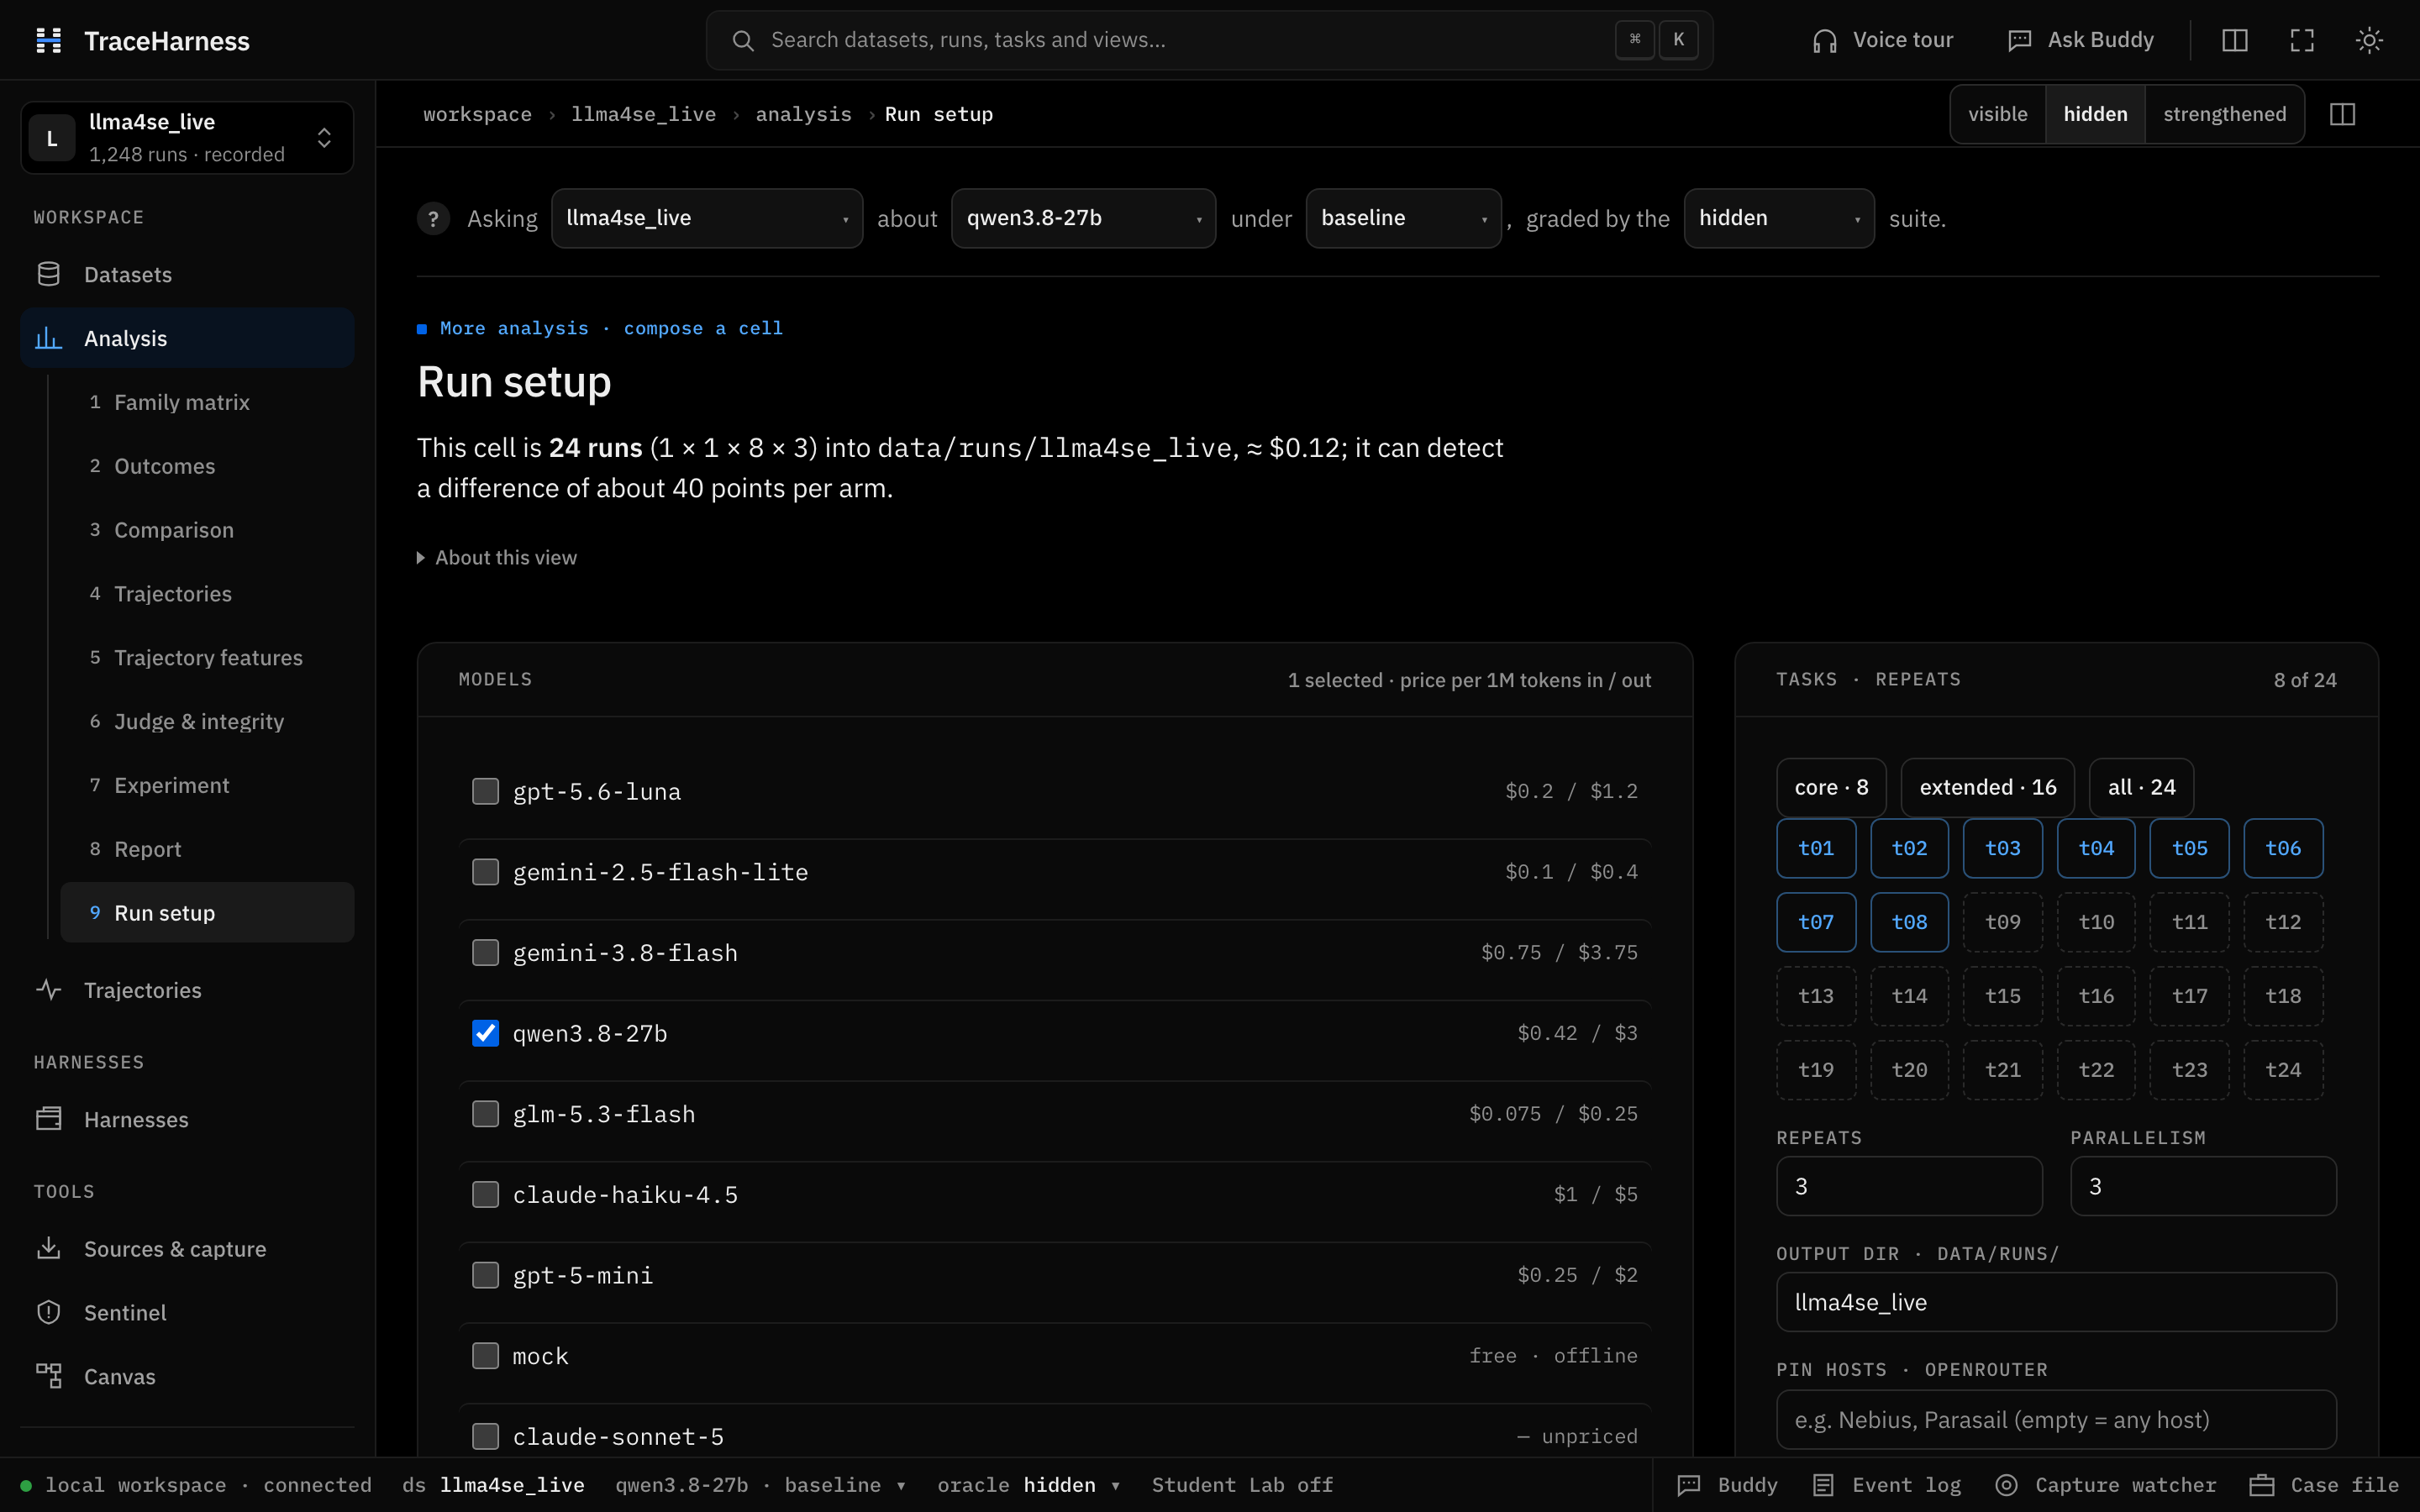 TraceHarness
Search datasets, runs, tasks and views...
⌘ K
Voice tour
Ask Buddy
L
llma4se_live
1,248 runs · recorded
WORKSPACE
Datasets
Analysis
1 Family matrix
2 Outcomes
3 Comparison
4 Trajectories
5 Trajectory features
6 Judge & integrity
7 Experiment
8 Report
9 Run setup
Trajectories
HARNESSES
Harnesses
TOOLS
Sources & capture
Sentinel
Canvas
workspace › llma4se_live › analysis › Run setup
visible hidden strengthened
? Asking llma4se_live ▾ about qwen3.8-27b ▾ under baseline ▾ , graded by the hidden ▾ suite.
More analysis · compose a cell
Run setup
This cell is 24 runs (1 × 1 × 8 × 3) into data/runs/llma4se_live, ≈ $0.12; it can detect
a difference of about 40 points per arm.
About this view
MODELS 1 selected · price per 1M tokens in / out
gpt-5.6-luna $0.2 / $1.2
gemini-2.5-flash-lite $0.1 / $0.4
gemini-3.8-flash $0.75 / $3.75
qwen3.8-27b $0.42 / $3
glm-5.3-flash $0.075 / $0.25
claude-haiku-4.5 $1 / $5
gpt-5-mini $0.25 / $2
mock free · offline
claude-sonnet-5 — unpriced
TASKS · REPEATS 8 of 24
core · 8 extended · 16 all · 24
t01 t02 t03 t04 t05 t06
t07 t08 t09 t10 t11 t12
t13 t14 t15 t16 t17 t18
t19 t20 t21 t22 t23 t24
REPEATS PARALLELISM
3 3
OUTPUT DIR · DATA/RUNS/
llma4se_live
PIN HOSTS · OPENROUTER
e.g. Nebius, Parasail (empty = any host)
local workspace · connected ds llma4se_live qwen3.8-27b · baseline ▾ oracle hidden ▾ Student Lab off
Buddy Event log Capture watcher Case file